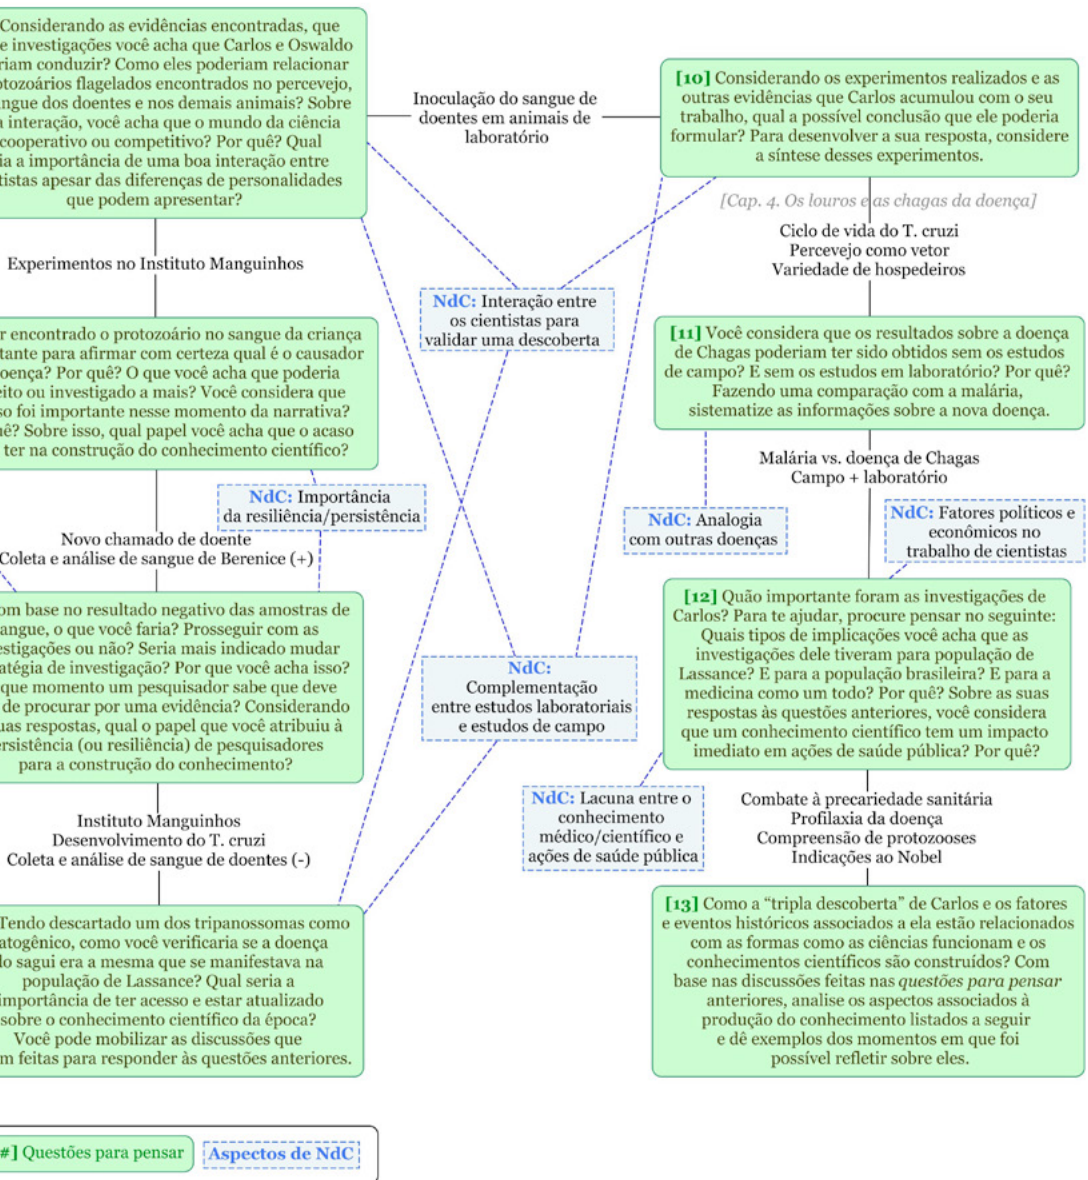 Considerando as evidências encontradas, que
e investigações você acha que Carlos e Oswaldo
riam conduzir? Como eles poderiam relacionar
otozoários flagelados encontrados no percevejo,
ngue dos doentes e nos demais animais? Sobre
a interação, você acha que o mundo da ciência
cooperativo ou competitivo? Por quê? Qual
ia a importância de uma boa interação entre
tistas apesar das diferenças de personalidades
que podem apresentar?
Inoculação do sangue de
doentes em animais de
laboratório
[10] Considerando os experimentos realizados e as
outras evidências que Carlos acumulou com o seu
trabalho, qual a possível conclusão que ele poderia
formular? Para desenvolver a sua resposta, considere
a síntese desses experimentos.
[Cap. 4. Os louros e as chagas da doença]
Ciclo de vida do T. cruzi
Percevejo como vetor
Variedade de hospedeiros
Experimentos no Instituto Manguinhos
NdC: Interação entre
os cientistas para
validar uma descoberta
r encontrado o protozoário no sangue da criança
tante para afirmar com certeza qual é o causador
oença? Por quê? O que você acha que poderia
eito ou investigado a mais? Você considera que
so foi importante nesse momento da narrativa?
ê? Sobre isso, qual papel você acha que o acaso
ter na construção do conhecimento científico?
[11] Você considera que os resultados sobre a doença
de Chagas poderiam ter sido obtidos sem os estudos
de campo? E sem os estudos em laboratório? Por quê?
Fazendo uma comparação com a malária,
sistematize as informações sobre a nova doença.
Malária vs. doença de Chagas
Campo + laboratório
NdC: Importância
da resiliência/persistência
NdC: Analogia
com outras doenças
NdC: Fatores políticos e
econômicos no
trabalho de cientistas
Novo chamado de doente
Coleta e análise de sangue de Berenice (+)
om base no resultado negativo das amostras de
angue, o que você faria? Prosseguir com as
estigações ou não? Seria mais indicado mudar
atégia de investigação? Por que você acha isso?
que momento um pesquisador sabe que deve
de procurar por uma evidência? Considerando
uas respostas, qual o papel que você atribuiu à
ersistência (ou resiliência) de pesquisadores
para a construção do conhecimento?
NdC:
Complementação
entre estudos laboratoriais
e estudos de campo
[12] Quão importante foram as investigações de
Carlos? Para te ajudar, procure pensar no seguinte:
Quais tipos de implicações você acha que as
investigações dele tiveram para população de
Lassance? E para a população brasileira? E para a
medicina como um todo? Por quê? Sobre as suas
respostas às questões anteriores, você considera
que um conhecimento científico tem um impacto
imediato em ações de saúde pública? Por quê?
Instituto Manguinhos
Desenvolvimento do T. cruzi
Coleta e análise de sangue de doentes (-)
NdC: Lacuna entre o
conhecimento
médico/científico e
ações de saúde pública
Combate à precariedade sanitária
Profilaxia da doença
Compreensão de protozooses
Indicações ao Nobel
Tendo descartado um dos tripanossomas como
atogênico, como você verificaria se a doença
lo sagui era a mesma que se manifestava na
população de Lassance? Qual seria a
importância de ter acesso e estar atualizado
sobre o conhecimento científico da época?
Você pode mobilizar as discussões que
m feitas para responder às questões anteriores.
[13] Como a “tripla descoberta” de Carlos e os fatores
e eventos históricos associados a ela estão relacionados
com as formas como as ciências funcionam e os
conhecimentos científicos são construídos? Com
base nas discussões feitas nas questões para pensar
anteriores, analise os aspectos associados à
produção do conhecimento listados a seguir
e dê exemplos dos momentos em que foi
possível refletir sobre eles.
#] Questões para pensar
Aspectos de NdC